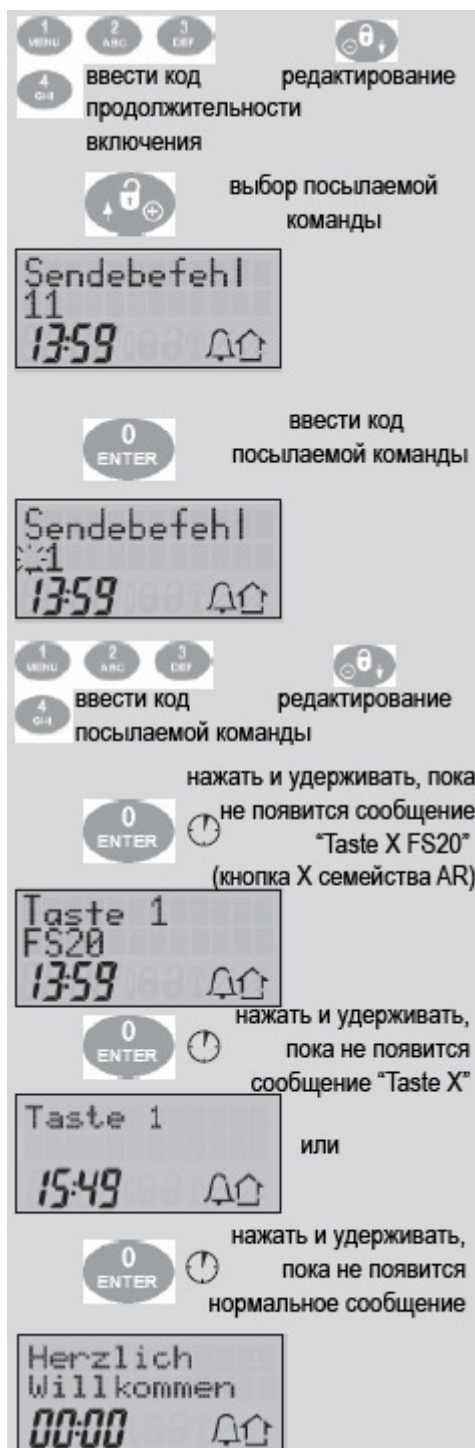 1 2 3
MENU ABC DEF
4
GHI
ввести код редактирование
продолжительности
включения
выбор посылаемой
команды
Sendebefehl
11
13:59
0
ENTER
ввести код
посылаемой команды
Sendebefehl
1
13:59
1 2 3
MENU ABC DEF
4
GHI
ввести код редактирование
посылаемой команды
нажать и удерживать, пока
не появится сообщение
“Taste X FS20”
(кнопка X семейства AR)
0
ENTER
Taste 1
FS20
13:59
нажать и удерживать,
пока не появится
сообщение “Taste X”
0
ENTER
Taste 1
15:49
или
нажать и удерживать,
пока не появится
нормальное сообщение
0
ENTER
Herzlich
Willkommen
00:00